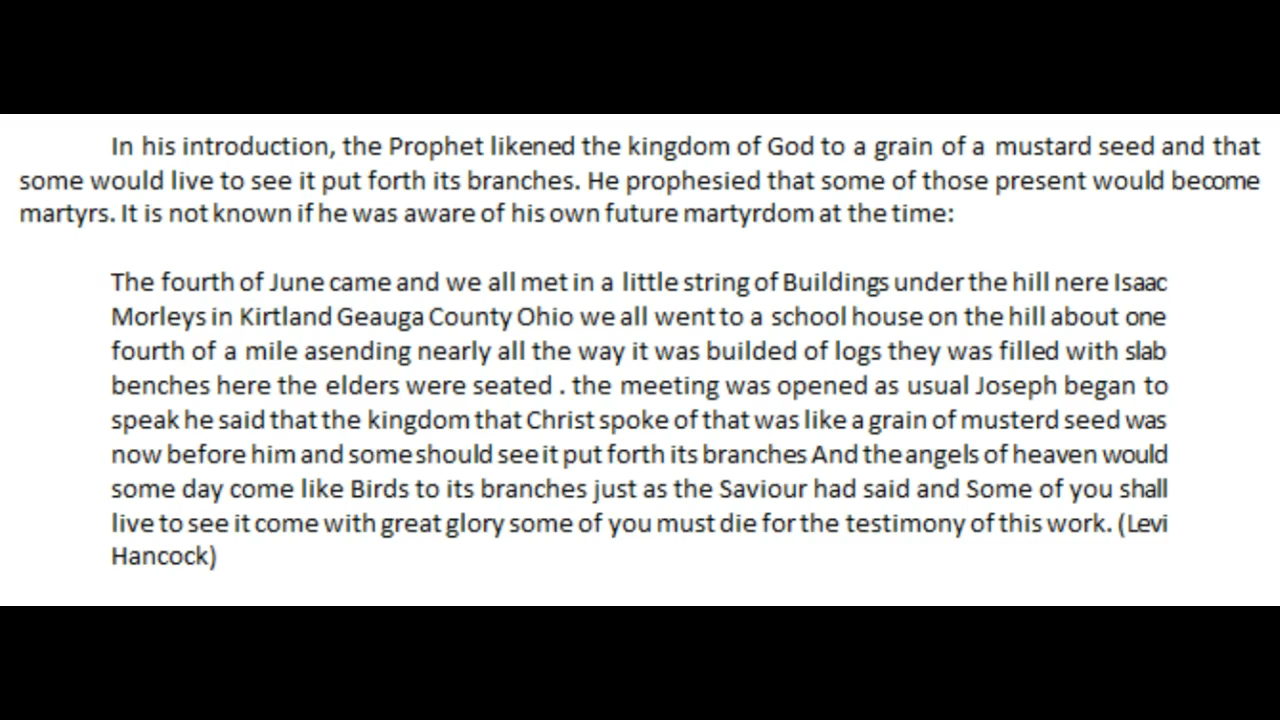 In his introduction, the Prophet likened the kingdom of God to a grain of a mustard seed and that
some would live to see it put forth its branches. He prophesied that some of those present would become
martyrs. It is not known if he was aware of his own future martyrdom at the time:
The fourth of June came and we all met in a little string of Buildings under the hill nere Isaac
Morleys in Kirtland Geauga County Ohio we all went to a school house on the hill about one
fourth of a mile asending nearly all the way it was builded of logs they was filled with slab
benches here the elders were seated . the meeting was opened as usual Joseph began to
speak he said that the kingdom that Christ spoke of that was like a grain of musterd seed was
now before him and some should see it put forth its branches And the angels of heaven would
some day come like Birds to its branches just as the Saviour had said and Some of you shall
live to see it come with great glory some of you must die for the testimony of this work. (Levi
Hancock)